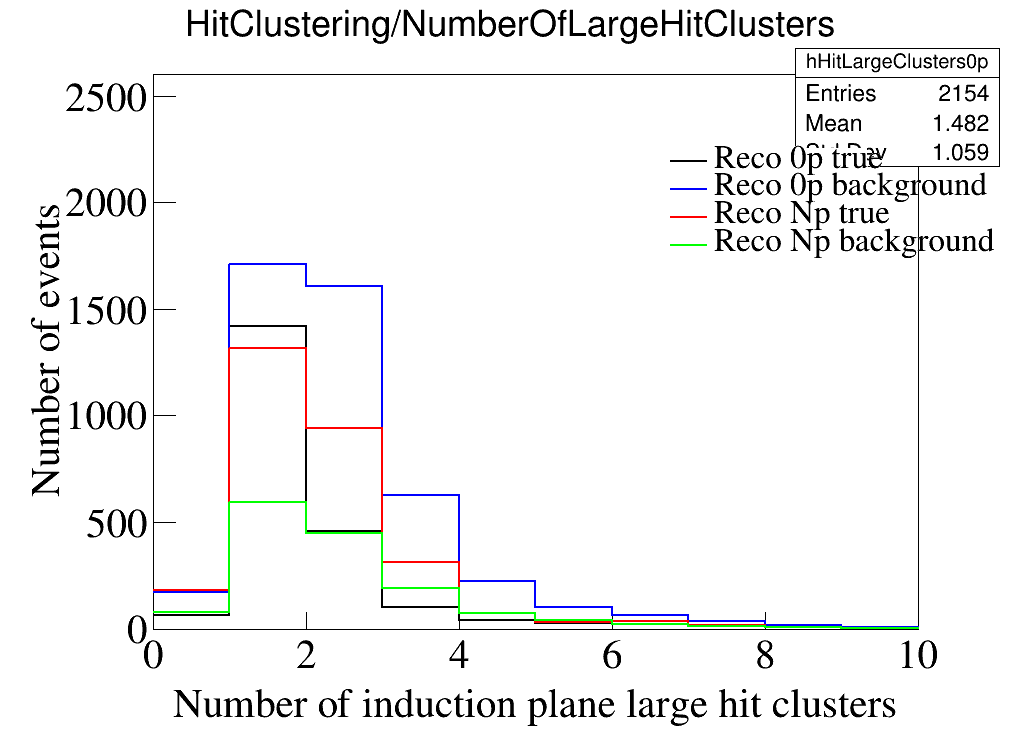 HitClustering/NumberOfLargeHitClusters
hHitLargeClusters0p
Entries 2154
Mean 1.482
1.059
Reco 0p true
Reco 0p background
Reco Np true
Reco Np background
Number of events
2500
2000
1500
1000
500
0
0 2 4 6 8 10
Number of induction plane large hit clusters